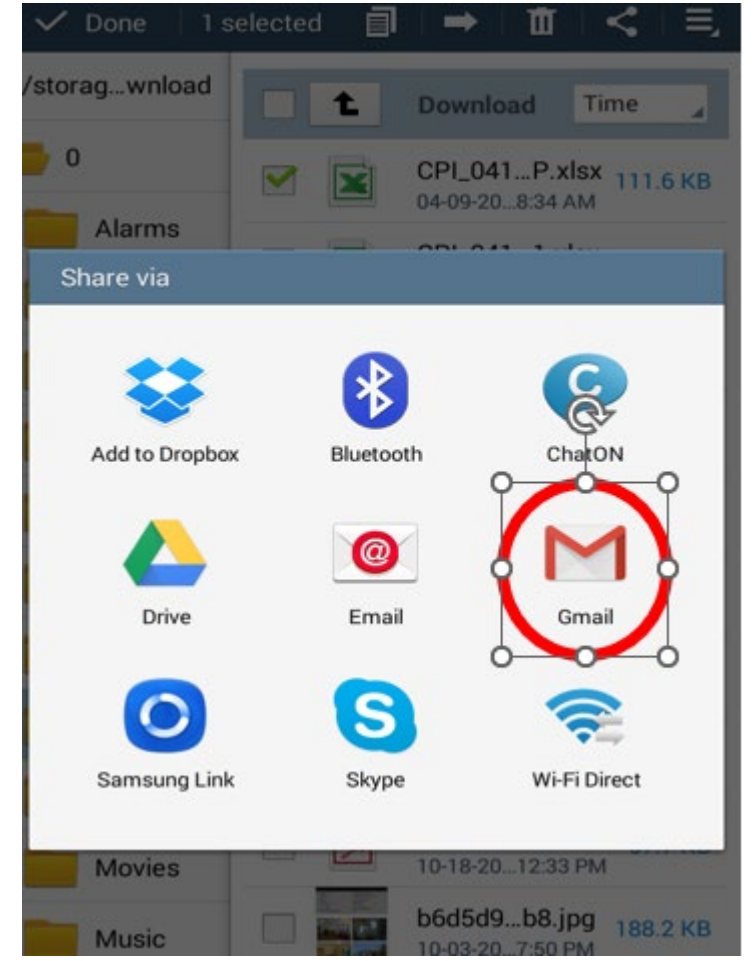 Done 1 selected
/storag...wnload
Download Time
0
CPI_041...P.xlsx 111.6 KB
04-09-20...8:34 AM
Alarms
Share via
Add to Dropbox Bluetooth ChatON
Drive Email Gmail
Samsung Link Skype Wi-Fi Direct
Movies
10-18-20...12:33 PM
b6d5d9...b8.jpg 188.2 KB
Music
10-03-20...7:50 PM